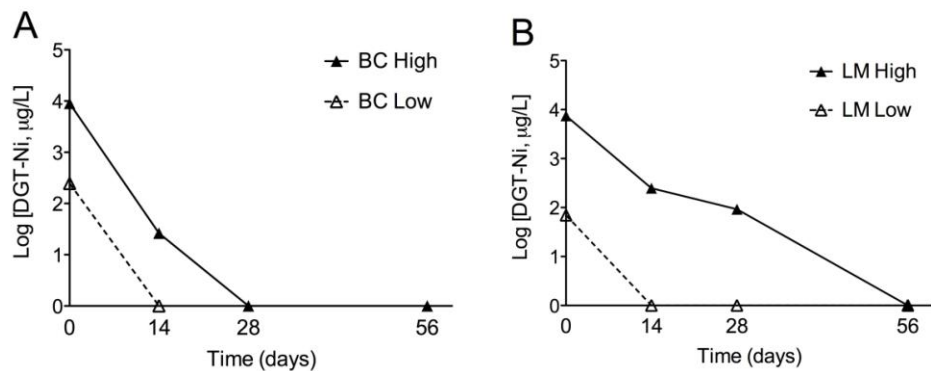 A
BC High
BC Low
Log [DGT-Ni, µg/L]
5
4
3
2
1
0
0
14
28
56
Time (days)
B
LM High
LM Low
Log [DGT-Ni, µg/L]
5
4
3
2
1
0
0
14
28
56
Time (days)